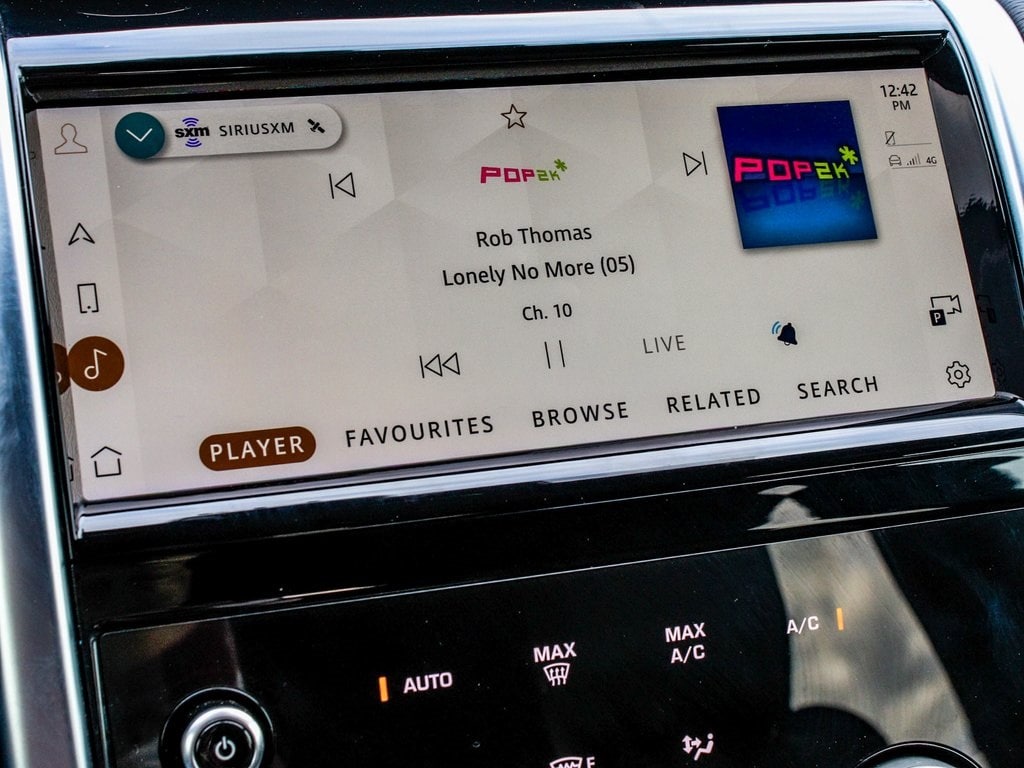 sxm SIRIUSXM
12:42
PM
4G
POP2K*
POP2K*
Rob Thomas
Lonely No More (05)
Ch. 10
P
LIVE
PLAYER FAVOURITES BROWSE RELATED SEARCH
AUTO
MAX
MAX
A/C
A/C
F